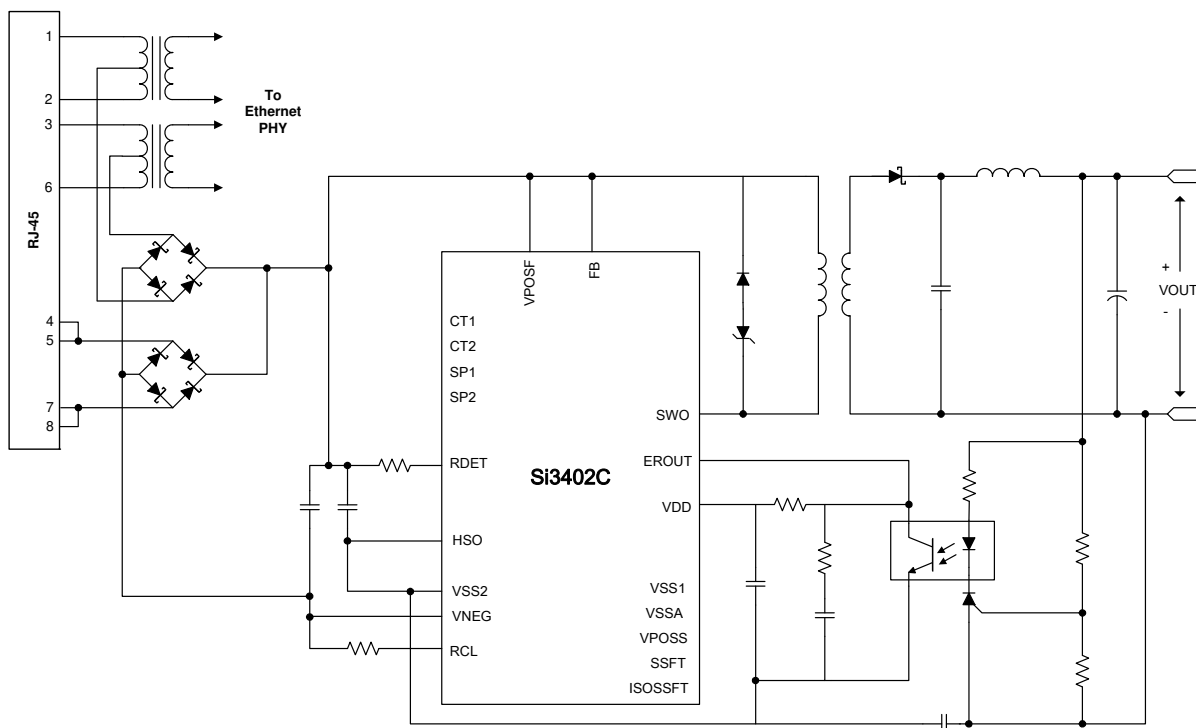 1
2
3
6
RJ-45
4
5
7
8
To
Ethernet
PHY
VPOSF
FB
CT1
CT2
SP1
SP2
RDET
HSO
VSS2
VNEG
RCL
Si3402C
SWO
EROUT
VDD
VSS1
VSSA
VPOSS
SSFT
ISOSSFT
+
VOUT
-